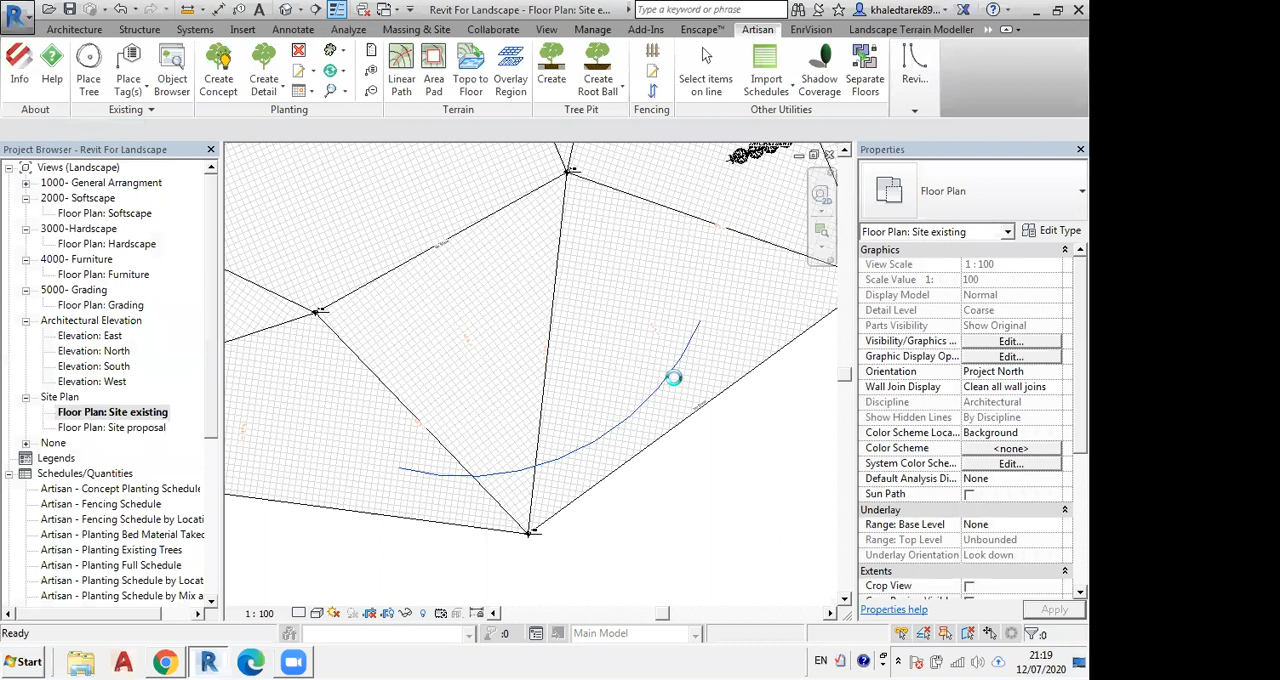 Revit For Landscape - Floor Plan: Site e...
Type a keyword or phrase
khaledtarek89...
Architecture Structure Systems Insert Annotate Analyze Massing & Site Collaborate View Manage Add-Ins Enscape™ Artisan EnVision Landscape Terrain Modeller
Info Help Place Tree Place Tag(s) Object Browser Create Concept Create Detail Linear Path Area Pad Topo to Floor Overlay Region Create Create Root Ball Select items on line Import Schedules Shadow Coverage Separate Floors Revi...
About Existing Planting Terrain Tree Pit Fencing Other Utilities
Project Browser - Revit For Landscape
Views (Landscape)
1000- General Arrangment
2000- Softscape
Floor Plan: Softscape
3000-Hardscape
Floor Plan: Hardscape
4000- Furniture
Floor Plan: Furniture
5000- Grading
Floor Plan: Grading
Architectural Elevation
Elevation: East
Elevation: North
Elevation: South
Elevation: West
Site Plan
Floor Plan: Site existing
Floor Plan: Site proposal
None
Legends
Schedules/Quantities
Artisan - Concept Planting Schedule
Artisan - Fencing Schedule
Artisan - Fencing Schedule by Locati
Artisan - Planting Bed Material Takec
Artisan - Planting Existing Trees
Artisan - Planting Full Schedule
Artisan - Planting Schedule by Locat
Artisan - Planting Schedule by Mix a
2D
Properties
Floor Plan
Floor Plan: Site existing Edit Type
Graphics
View Scale 1 : 100
Scale Value 1: 100
Display Model Normal
Detail Level Coarse
Parts Visibility Show Original
Visibility/Graphics ... Edit...
Graphic Display Op... Edit...
Orientation Project North
Wall Join Display Clean all wall joins
Discipline Architectural
Show Hidden Lines By Discipline
Color Scheme Loca... Background
Color Scheme <none>
System Color Sche... Edit...
Default Analysis Di... None
Sun Path
Underlay
Range: Base Level None
Range: Top Level Unbounded
Underlay Orientation Look down
Extents
Crop View
Properties help Apply
1 : 100
Ready :0 Main Model :0
Start EN 21:19
12/07/2020